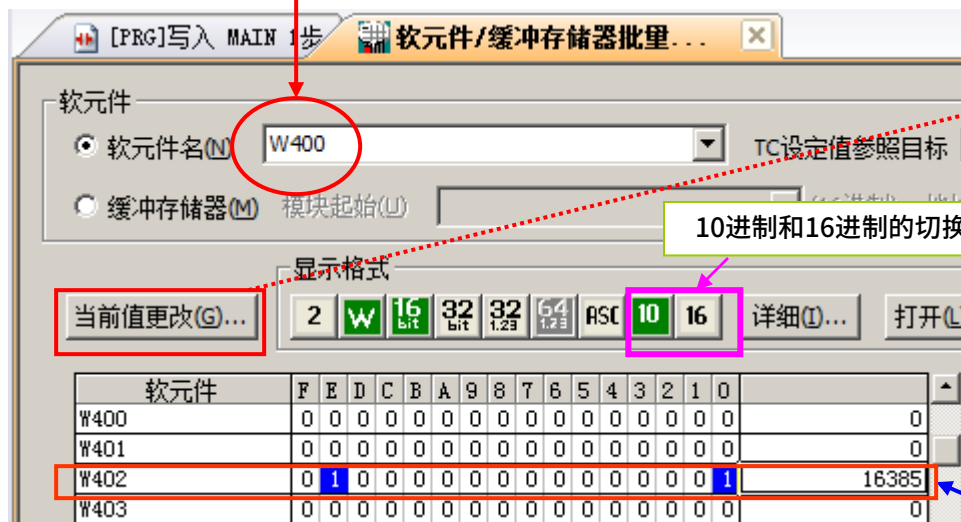 [PRG]写入 MAIN 1步
软元件/缓冲存储器批量...
软元件
软元件名(N) W400 TC设定值参照目标
缓冲存储器(M) 模块起始(U)
10进制和16进制的切换
显示格式
当前值更改(G)... 2 W 16 bit 32 bit 32 1.23 64 1.23 ASC 10 16 详细(I)... 打开(L
软元件 F E D C B A 9 8 7 6 5 4 3 2 1 0
W400 0 0 0 0 0 0 0 0 0 0 0 0 0 0 0 0 0
W401 0 0 0 0 0 0 0 0 0 0 0 0 0 0 0 0 0
W402 0 1 0 0 0 0 0 0 0 0 0 0 0 0 0 1 16385
W403 0 0 0 0 0 0 0 0 0 0 0 0 0 0 0 0 0